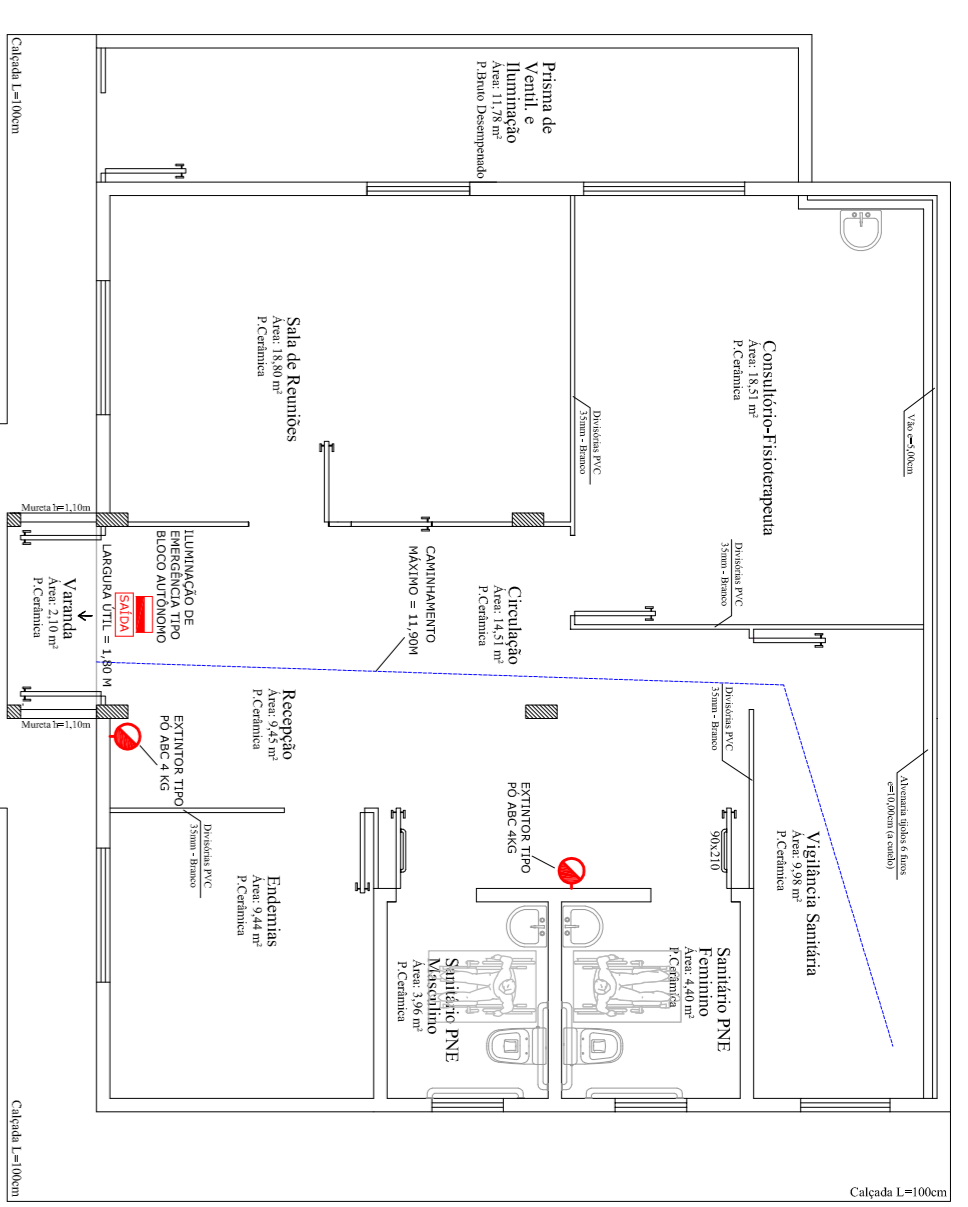 Calçada L=100cm
Prisma de
Ventil. e
Iluminação
Área: 11,78 m²
P.Bruto Desempenado
Consultório-Fisioterapeuta
Área: 18,51 m²
P.Cerâmica
Vão e=5,00cm
Sala de Reuniões
Área: 18,80 m²
P.Cerâmica
Divisórias PVC
35mm - Branco
Divisórias PVC
35mm - Branco
Mureta h=1,10m
ILUMINAÇÃO DE
EMERGÊNCIA TIPO
BLOCO AUTÔNOMO
CAMINHAMENTO
MÁXIMO = 11,90M
Circulação
Área: 14,51 m²
P.Cerâmica
SAÍDA
LARGURA ÚTIL = 1,80 M
Varanda
Área: 2,10 m²
P.Cerâmica
Mureta h=1,10m
Recepção
Área: 9,45 m²
P.Cerâmica
Divisórias PVC
35mm - Branco
Alvenaria tijolos 6 furos
e=10,00cm (a cutelo)
EXTINTOR TIPO
PÓ ABC 4 KG
EXTINTOR TIPO
PÓ ABC 4KG
90x210
Vigilância Sanitária
Área: 9,98 m²
P.Cerâmica
Divisórias PVC
35mm - Branco
Endemias
Área: 9,44 m²
P.Cerâmica
Sanitário PNE
Masculino
Área: 3,96 m²
P.Cerâmica
Sanitário PNE
Feminino
Área: 4,40 m²
P.Cerâmica
Calçada L=100cm
Calçada L=100cm